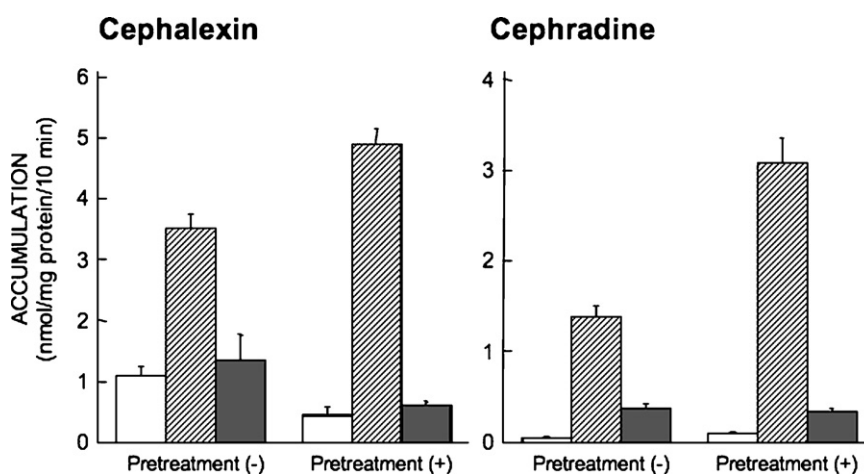 Cephalexin
6
5
4
3
2
1
0
ACCUMULATION
(nmol/mg protein/10 min)
Pretreatment (-) Pretreatment (+)
Cephradine
4
3
2
1
0
Pretreatment (-) Pretreatment (+)